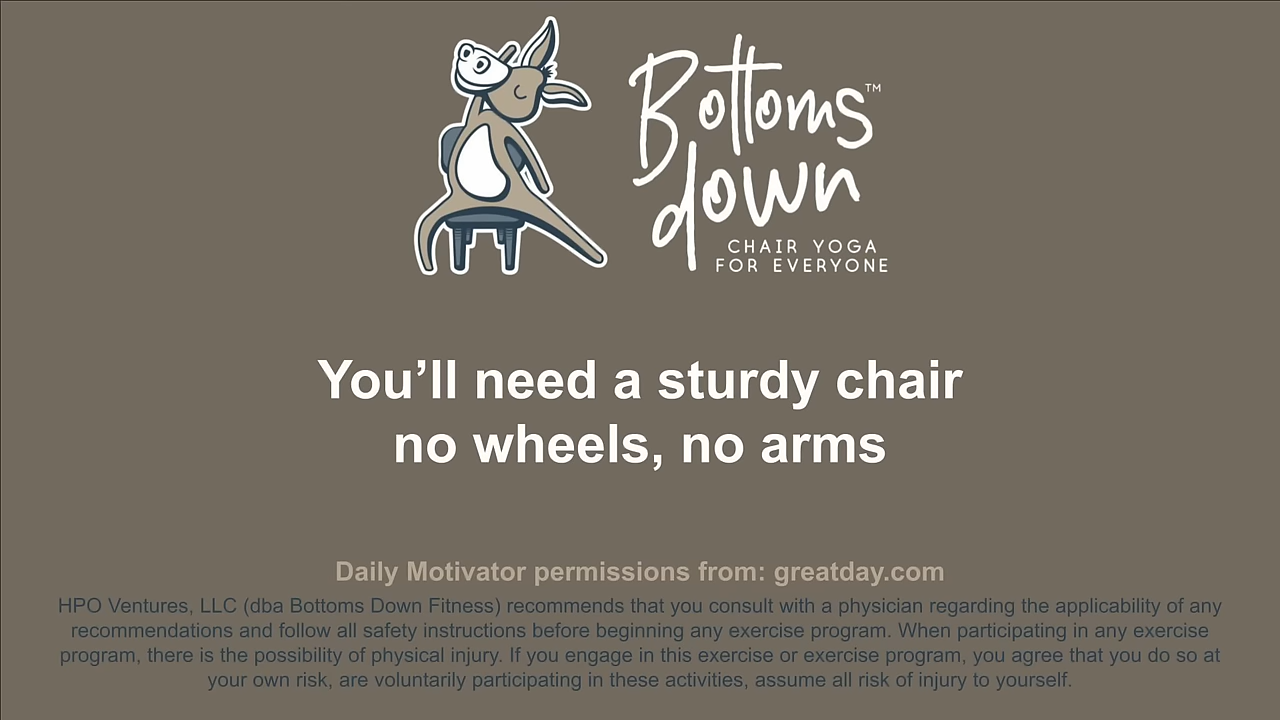 Bottoms™
down
CHAIR YOGA
FOR EVERYONE
You’ll need a sturdy chair
no wheels, no arms
Daily Motivator permissions from: greatday.com
HPO Ventures, LLC (dba Bottoms Down Fitness) recommends that you consult with a physician regarding the applicability of any
recommendations and follow all safety instructions before beginning any exercise program. When participating in any exercise
program, there is the possibility of physical injury. If you engage in this exercise or exercise program, you agree that you do so at
your own risk, are voluntarily participating in these activities, assume all risk of injury to yourself.